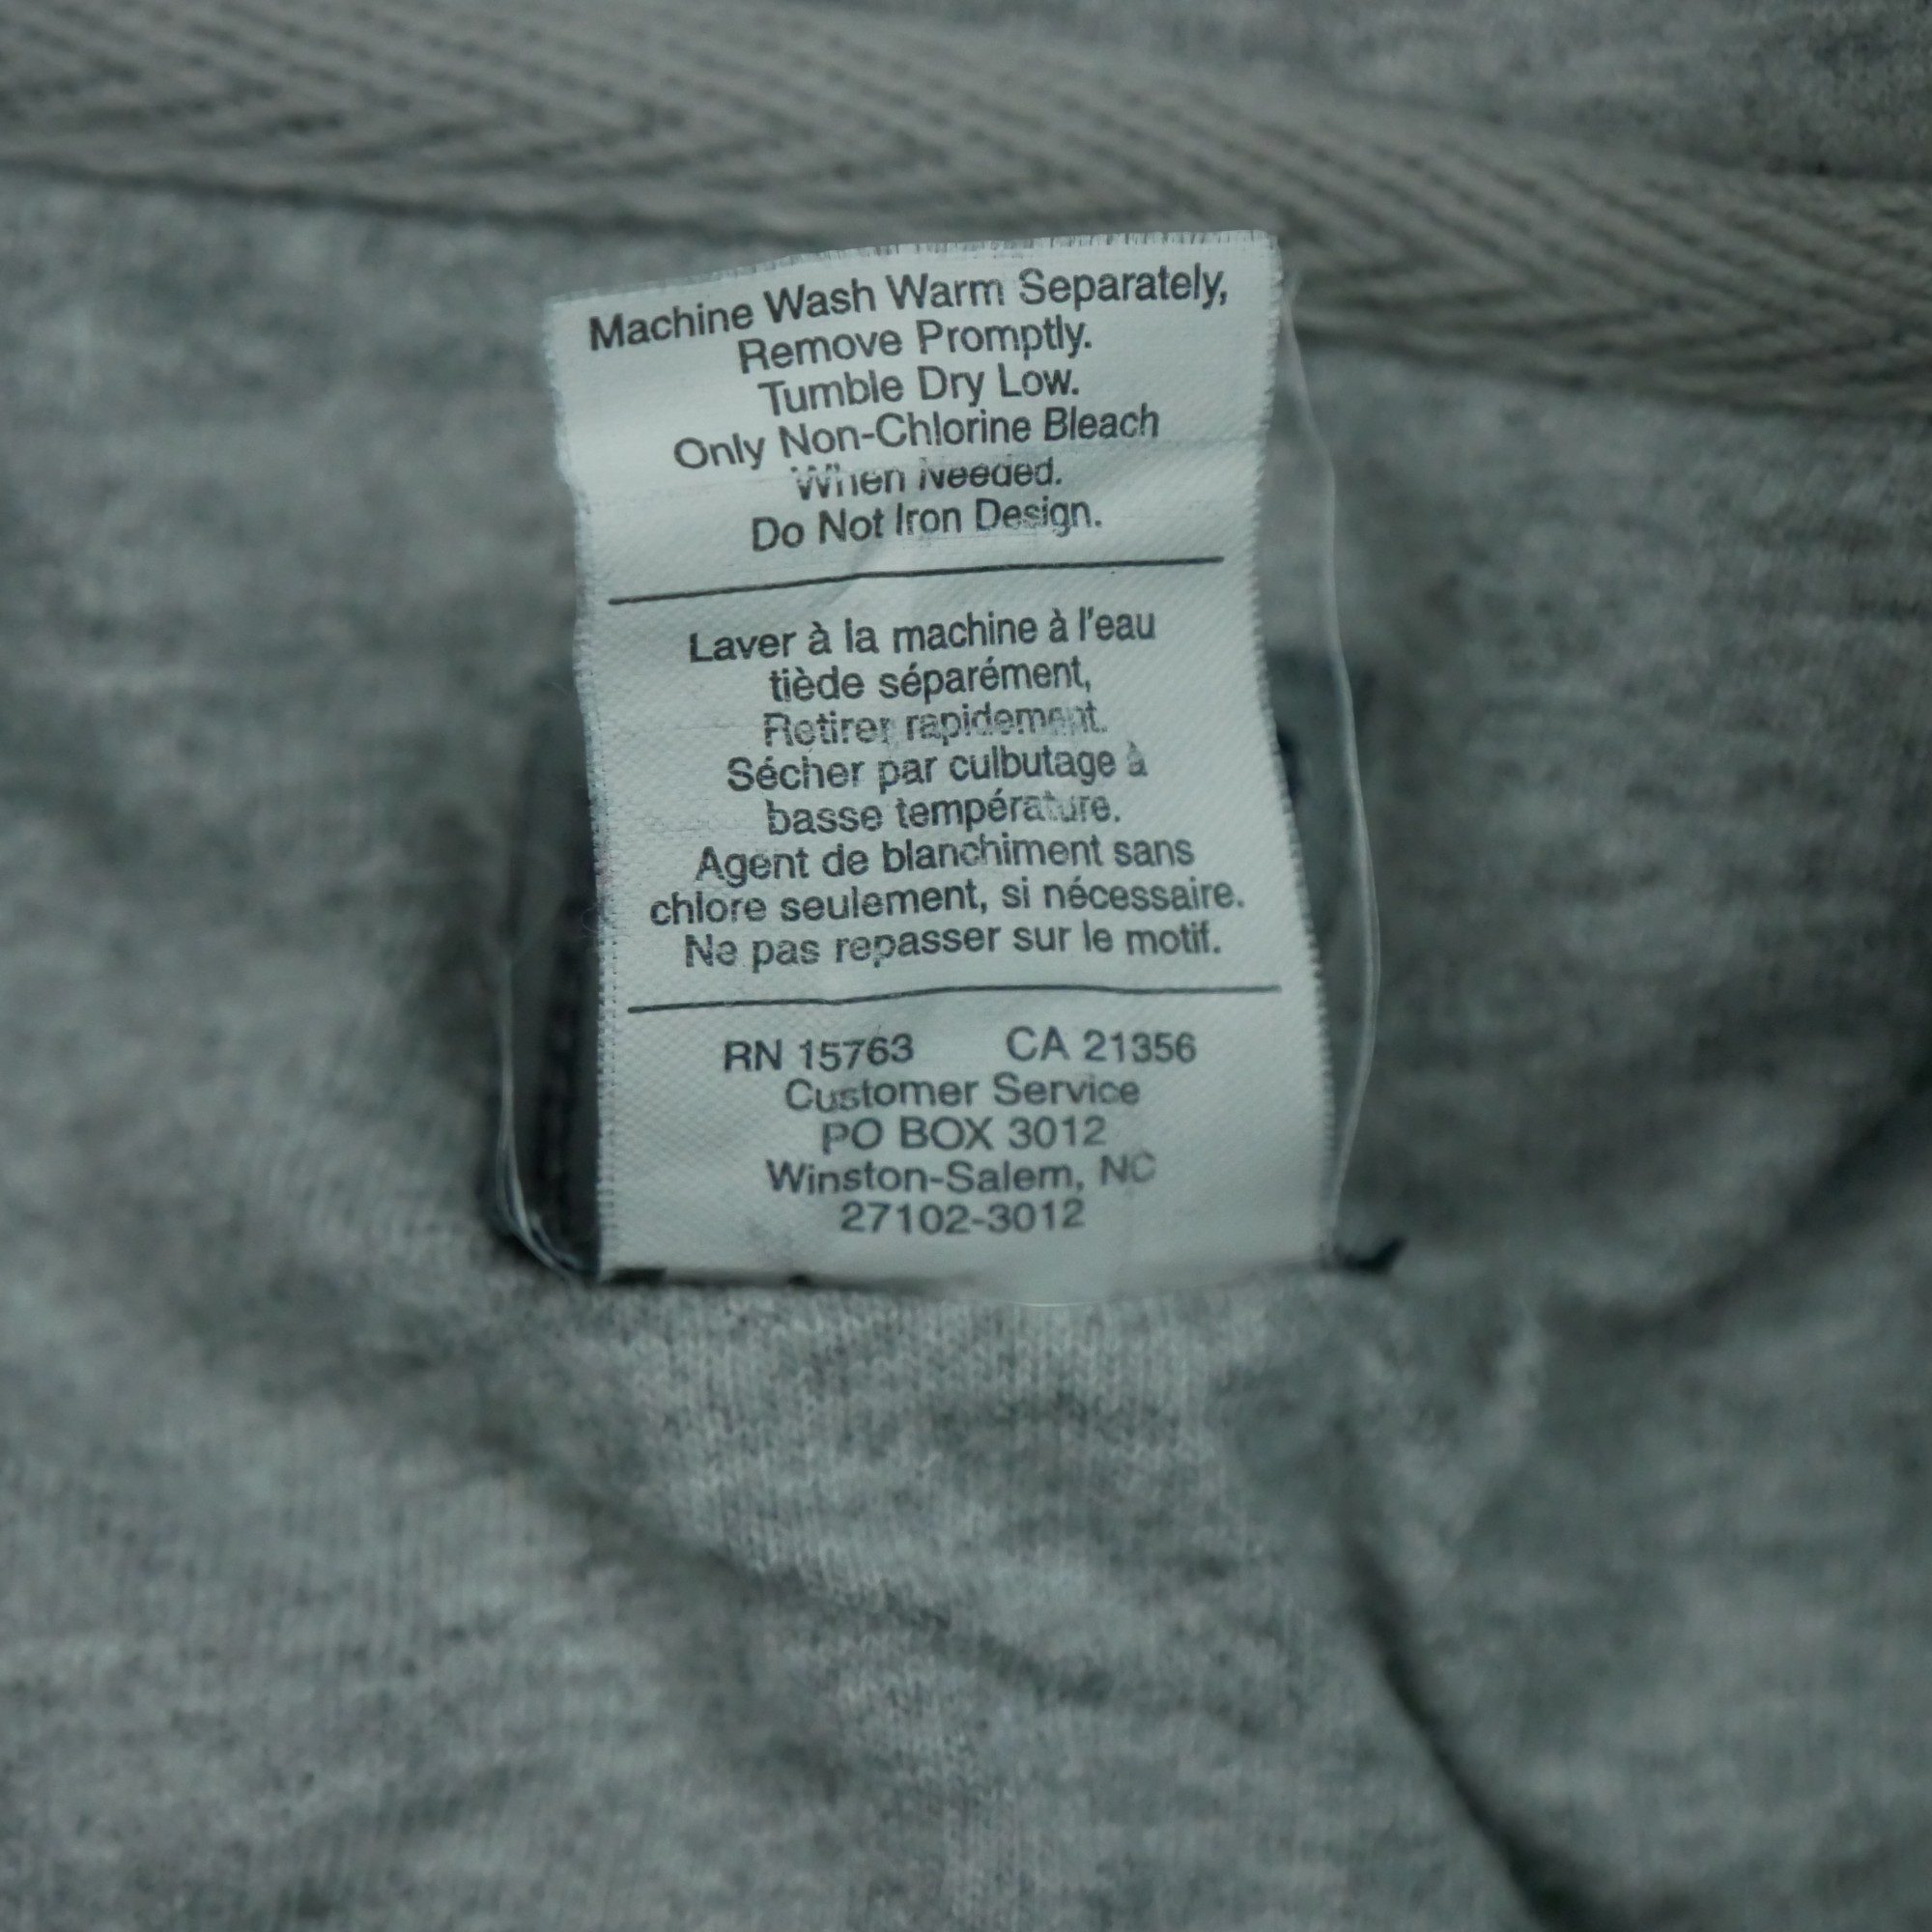 Machine Wash Warm Separately,
Remove Promptly.
Tumble Dry Low.
Only Non-Chlorine Bleach
When Needed.
Do Not Iron Design.
Laver à la machine à l'eau
tiède séparément,
Retirer rapidement.
Sécher par culbutage à
basse température.
Agent de blanchiment sans
chlore seulement, si nécessaire.
Ne pas repasser sur le motif.
RN 15763 CA 21356
Customer Service
PO BOX 3012
Winston-Salem, NC
27102-3012